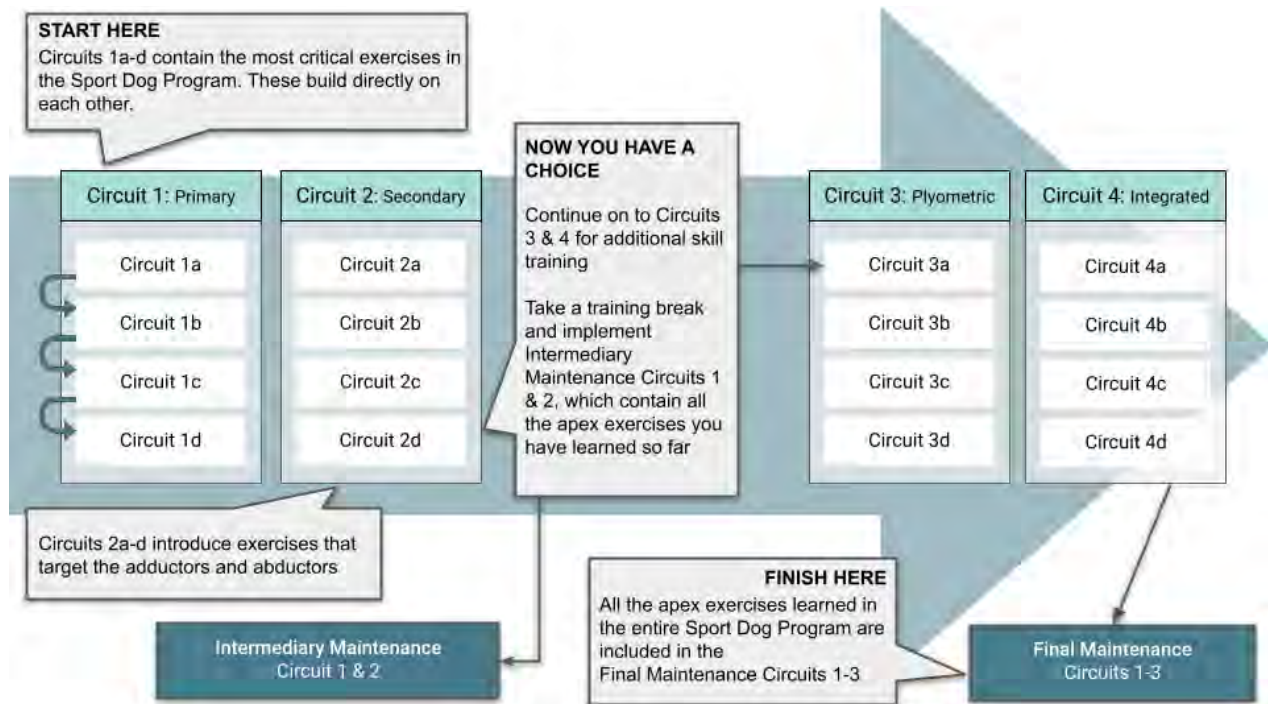 START HERE
Circuits 1a-d contain the most critical exercises in
the Sport Dog Program. These build directly on
each other.
Circuit 1: Primary
Circuit 1a
Circuit 1b
Circuit 1c
Circuit 1d
Circuit 2: Secondary
Circuit 2a
Circuit 2b
Circuit 2c
Circuit 2d
Circuits 2a-d introduce exercises that
target the adductors and abductors
NOW YOU HAVE A
CHOICE
Continue on to Circuits
3 & 4 for additional skill
training
Take a training break
and implement
Intermediary
Maintenance Circuits 1
& 2, which contain all
the apex exercises you
have learned so far
Intermediary Maintenance
Circuit 1 & 2
Circuit 3: Plyometric
Circuit 3a
Circuit 3b
Circuit 3c
Circuit 3d
Circuit 4: Integrated
Circuit 4a
Circuit 4b
Circuit 4c
Circuit 4d
FINISH HERE
All the apex exercises learned in
the entire Sport Dog Program are
included in the
Final Maintenance Circuits 1-3
Final Maintenance
Circuits 1-3